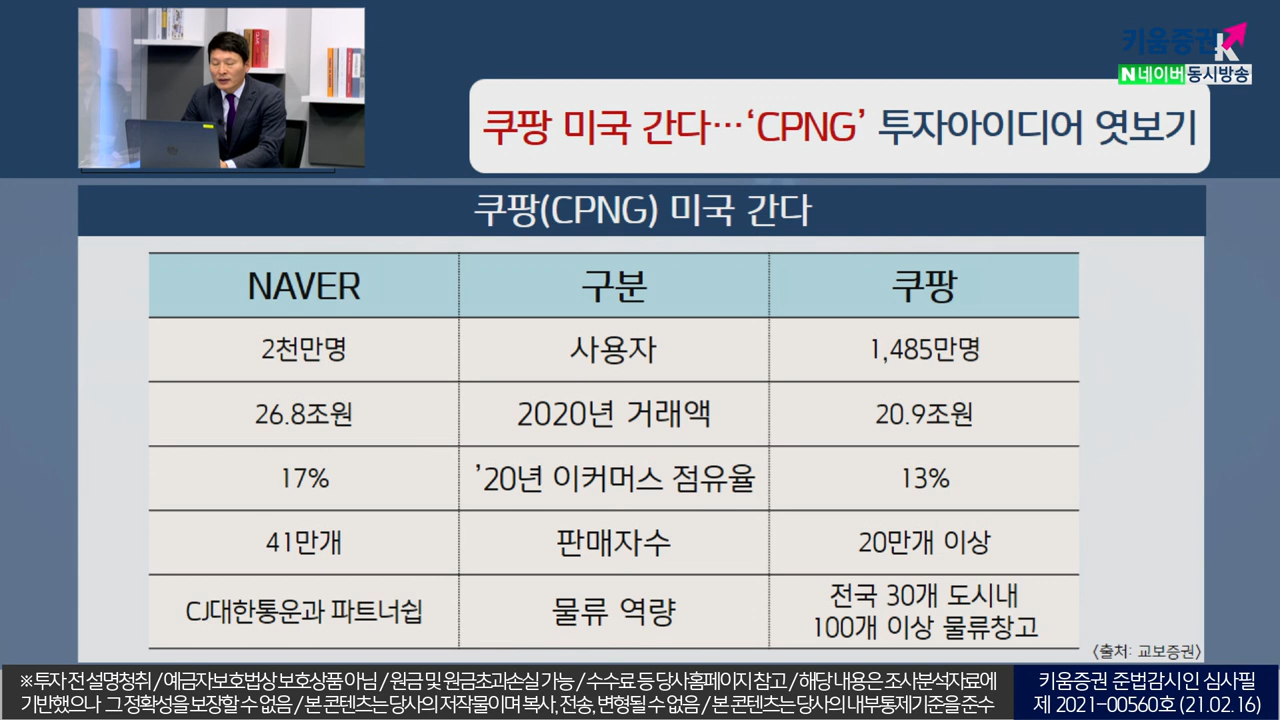 키움증권
N 네이버 동시방송
쿠팡 미국 간다…‘CPNG’ 투자아이디어 엿보기
쿠팡(CPNG) 미국 간다
NAVER 구분 쿠팡
2천만명 사용자 1,485만명
26.8조원 2020년 거래액 20.9조원
17% ’20년 이커머스 점유율 13%
41만개 판매자수 20만개 이상
CJ대한통운과 파트너쉽 물류 역량 전국 30개 도시내
100개 이상 물류창고
〈출처: 교보증권〉
※ 투자 전 설명청취 / 예금자보호법상 보호상품 아님 / 원금 및 원금초과손실 가능 / 수수료 등 당사홈페이지 참고 / 해당 내용은 조사분석자료에
기반했으나 그 정확성을 보장할 수 없음 / 본 콘텐츠는 당사의 저작물이며 복사, 전송, 변형될 수 없음 / 본 콘텐츠는 당사의 내부통제기준을 준수
키움증권 준법감시인 심사필
제 2021-00560호 (21.02.16)